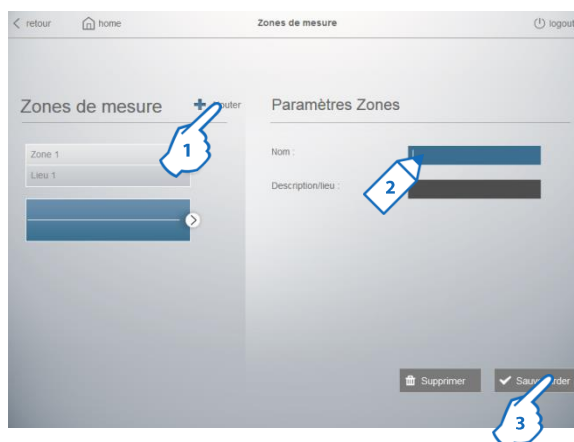 retour home Zones de mesure logout
Zones de mesure outer
Paramètres Zones
Zone 1
Lieu 1
Nom :
Description/lieu :
1
2
Supprimer
3